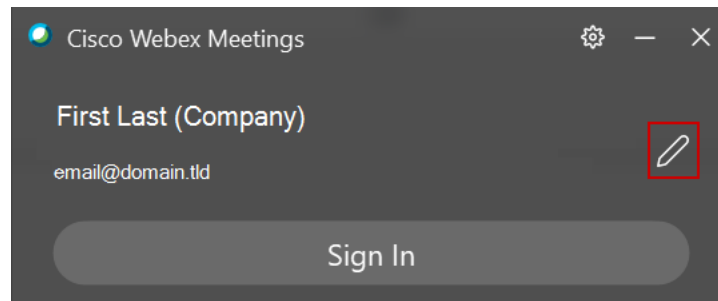 Cisco Webex Meetings
First Last (Company)
email@domain.tld
Sign In